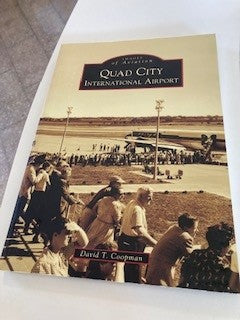 IMAGES
of Aviation
QUAD CITY
INTERNATIONAL AIRPORT
David T. Coopman